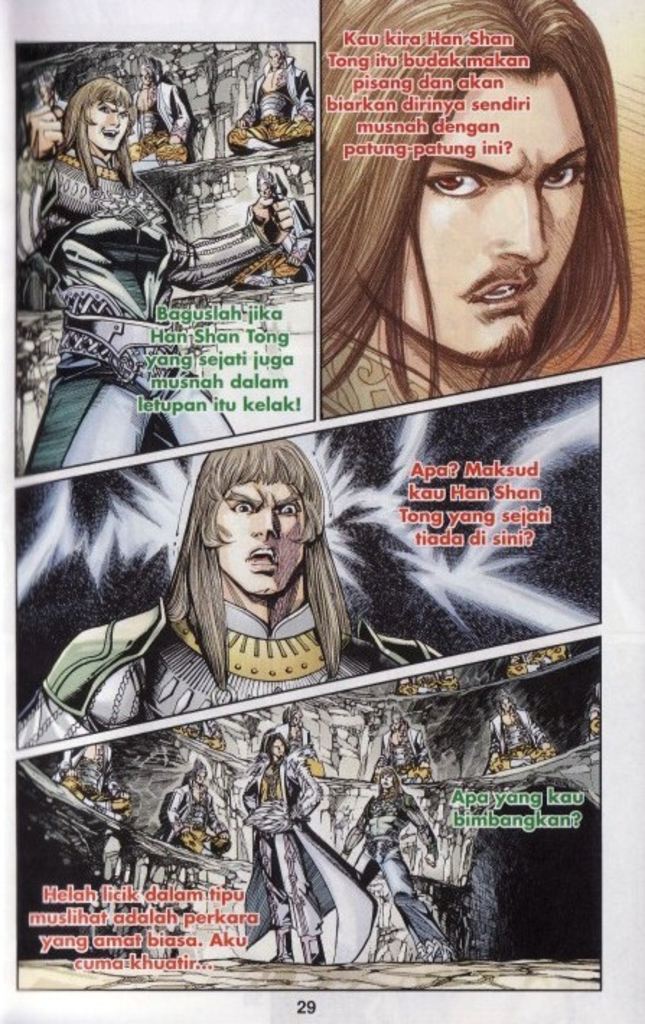 Baguslah jika
Han Shan Tong
yang sejati juga
musnah dalam
letupan itu kelak!
Kau kira Han Shan
Tong itu budak makan
pisang dan akan
biarkan dirinya sendiri
musnah dengan
patung-patung ini?
Apa? Maksud
kau Han Shan
Tong yang sejati
tiada di sini?
Helah licik dalam tipu
muslihat adalah perkara
yang amat biasa. Aku
cuma khuatir...
Apa yang kau
bimbangkan?
29